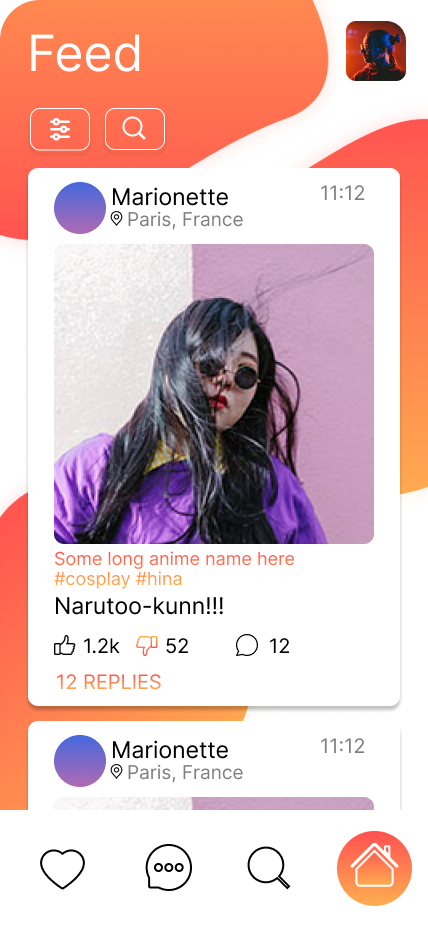 Feed
Marionette
11:12
Paris, France
Some long anime name here
#cosplay #hina
Narutoo-kunn!!!
1.2k 52 12
12 REPLIES
Marionette
11:12
Paris, France